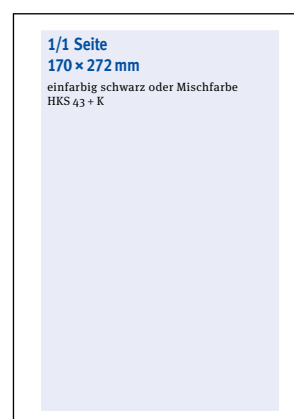 1/1 Seite
170 × 272 mm
einfarbig schwarz oder Mischfarbe
HKS 43 + K